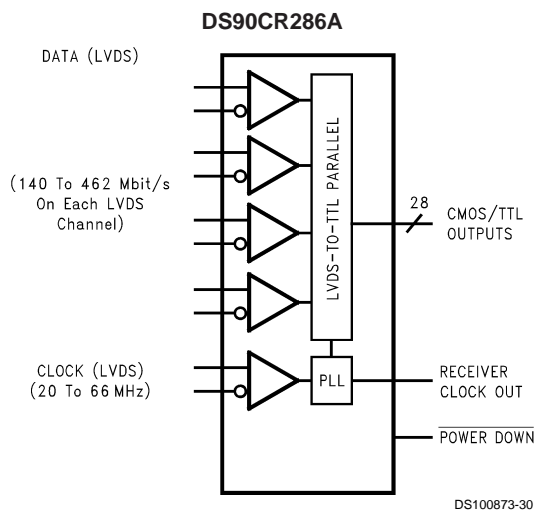 DS90CR286A
DATA (LVDS)
(140 To 462 Mbit/s
On Each LVDS
Channel)
LVDS-TO-TTL PARALLEL
28
CMOS/TTL
OUTPUTS
CLOCK (LVDS)
(20 To 66 MHz)
PLL
RECEIVER
CLOCK OUT
POWER DOWN
DS100873-30